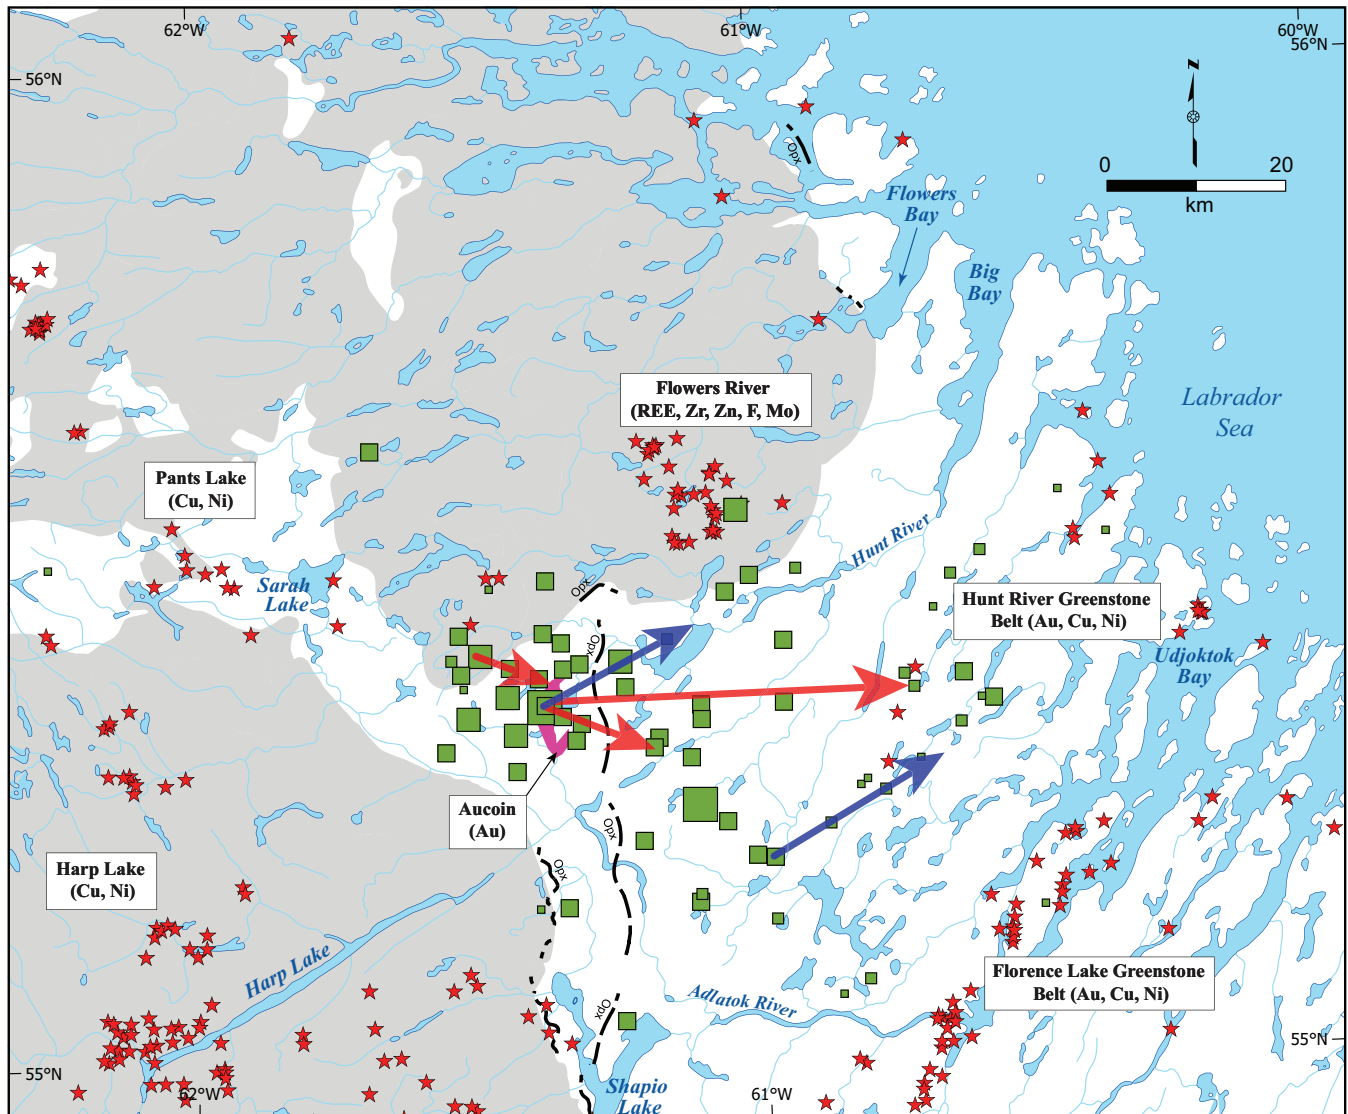 62°W
61°W
60°W
56°N
56°N
N
0 20
km
Opx
Flowers
Bay
Big
Bay
Labrador
Sea
Flowers River
(REE, Zr, Zn, F, Mo)
Pants Lake
(Cu, Ni)
Hunt River
Sarah
Lake
Opx
Hunt River Greenstone
Belt (Au, Cu, Ni)
Opx
Udjoktok
Bay
Aucoin
(Au)
Opx
Harp Lake
(Cu, Ni)
Opx
Harp Lake
Florence Lake Greenstone
Belt (Au, Cu, Ni)
Adlatok River
Opx
55°N
55°N
62°W
61°W
Shapio
Lake